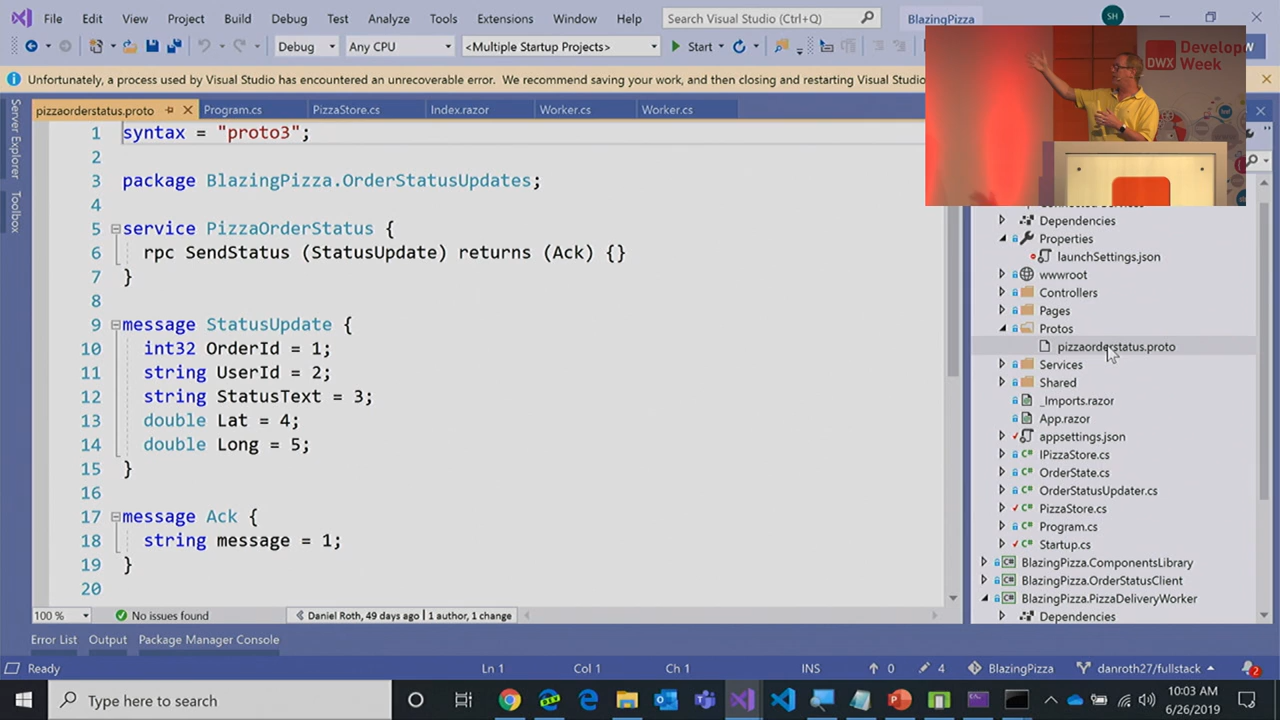 File Edit View Project Build Debug Test Analyze Tools Extensions Window Help Search Visual Studio (Ctrl+Q) BlazingPizza SH
Debug Any CPU <Multiple Startup Projects> Start
Unfortunately, a process used by Visual Studio has encountered an unrecoverable error. We recommend saving your work, and then closing and restarting Visual Studio
DWX Develope
Week
pizzaorderstatus.proto Program.cs PizzaStore.cs Index.razor Worker.cs Worker.cs
Server Explorer
Toolbox
1 syntax = "proto3";
2
3 package BlazingPizza.OrderStatusUpdates;
4
5 service PizzaOrderStatus {
6 rpc SendStatus (StatusUpdate) returns (Ack) {}
7 }
8
9 message StatusUpdate {
10 int32 OrderId = 1;
11 string UserId = 2;
12 string StatusText = 3;
13 double Lat = 4;
14 double Long = 5;
15 }
16
17 message Ack {
18 string message = 1;
19 }
20
Dependencies
Properties
launchSettings.json
wwwroot
Controllers
Pages
Protos
pizzaorderstatus.proto
Services
Shared
_Imports.razor
App.razor
appsettings.json
IPizzaStore.cs
OrderState.cs
OrderStatusUpdater.cs
PizzaStore.cs
Program.cs
Startup.cs
BlazingPizza.ComponentsLibrary
BlazingPizza.OrderStatusClient
BlazingPizza.PizzaDeliveryWorker
Dependencies
100 % No issues found Daniel Roth, 49 days ago | 1 author, 1 change
Error List Output Package Manager Console
Ready Ln 1 Col 1 Ch 1 INS 0 4 BlazingPizza danroth27/fullstack 2
Type here to search 10:03 AM
6/26/2019